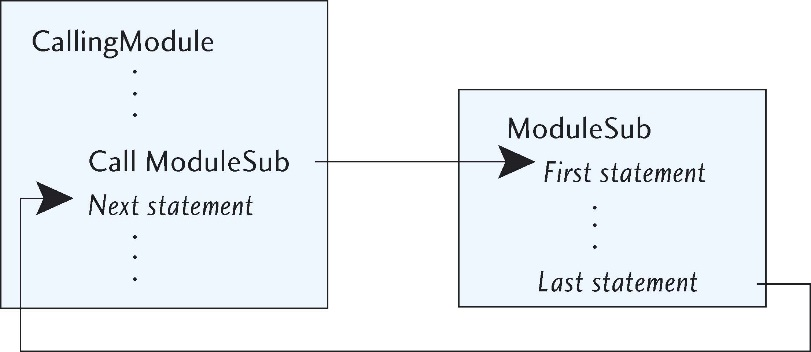 CallingModule
.
.
.
Call ModuleSub
Next statement
.
.
.
ModuleSub
First statement
.
.
.
Last statement